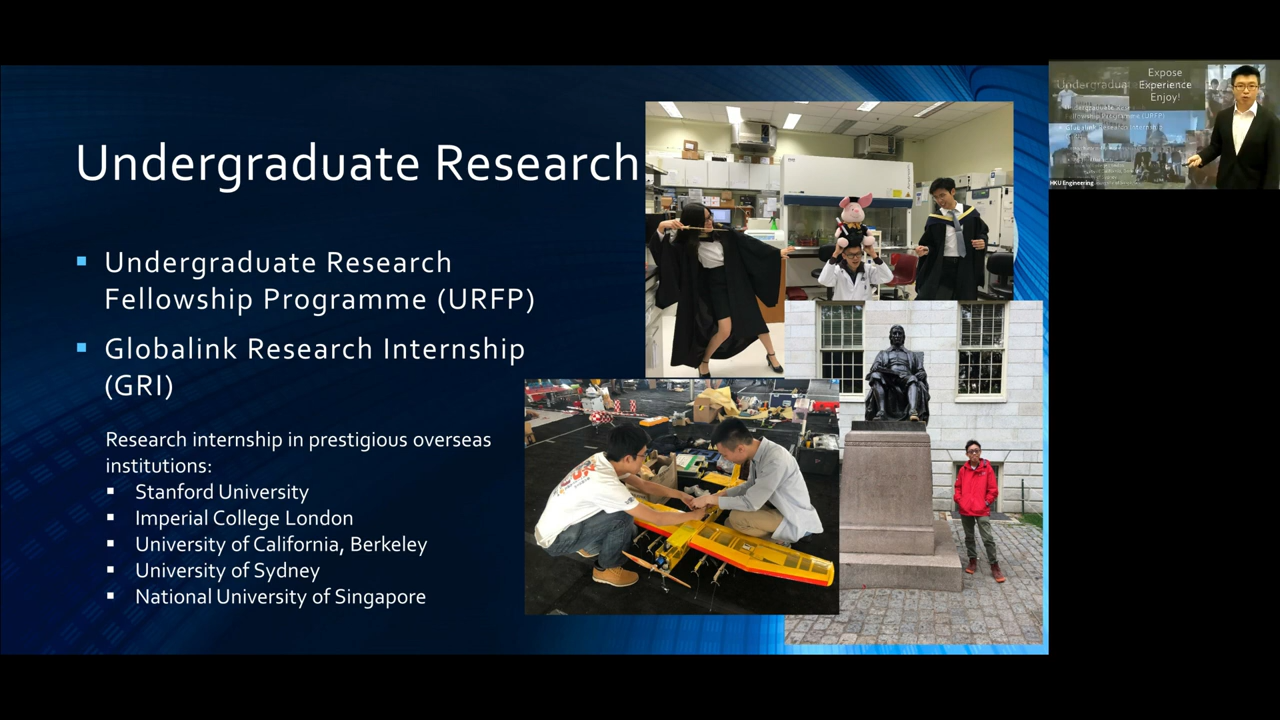 Undergraduate Research
Undergraduate Research
Fellowship Programme (URFP)
Globalink Research Internship
(GRI)
Research internship in prestigious overseas
institutions:
Stanford University
Imperial College London
University of California, Berkeley
University of Sydney
National University of Singapore
Expose
Experience
Enjoy!
HKU Engineering